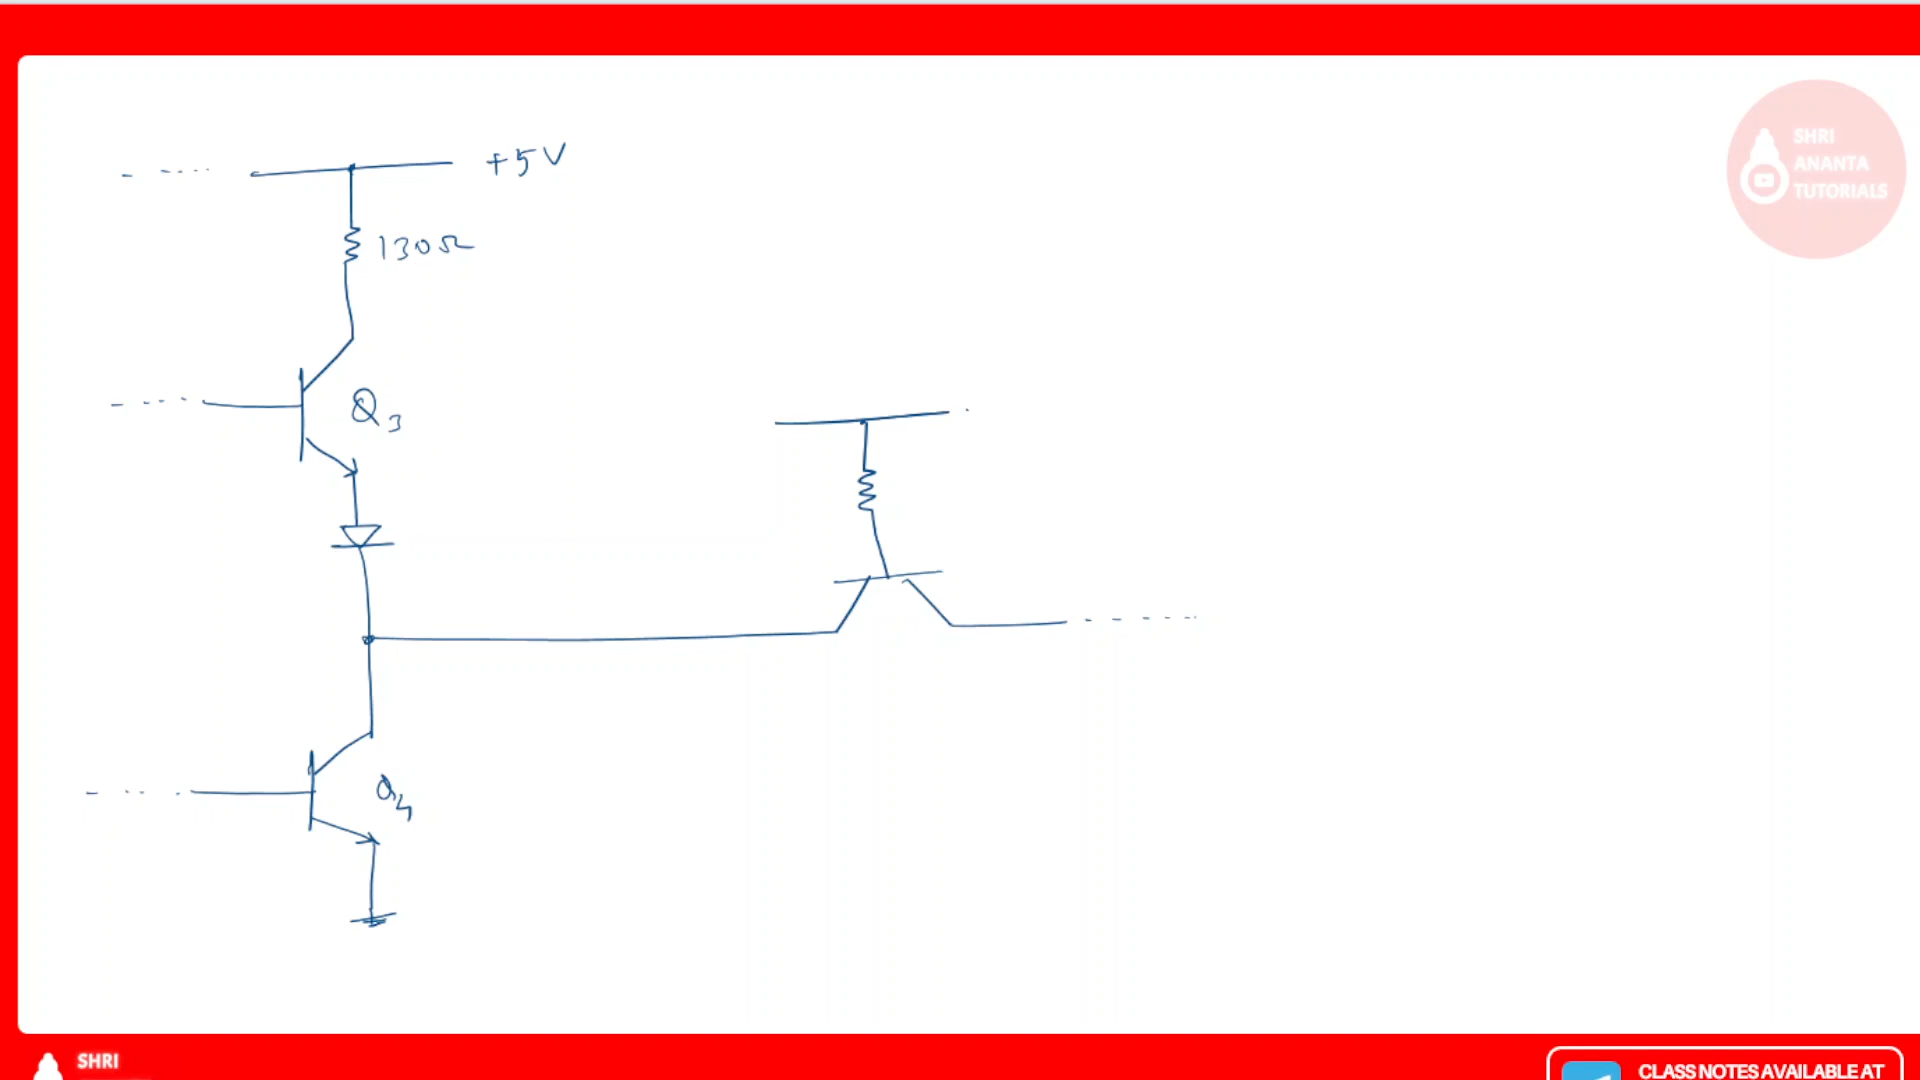 +5V
130Ω
Q3
Q4
SHRI
ANANTA
TUTORIALS
SHRI
CLASS NOTES AVAILABLE AT